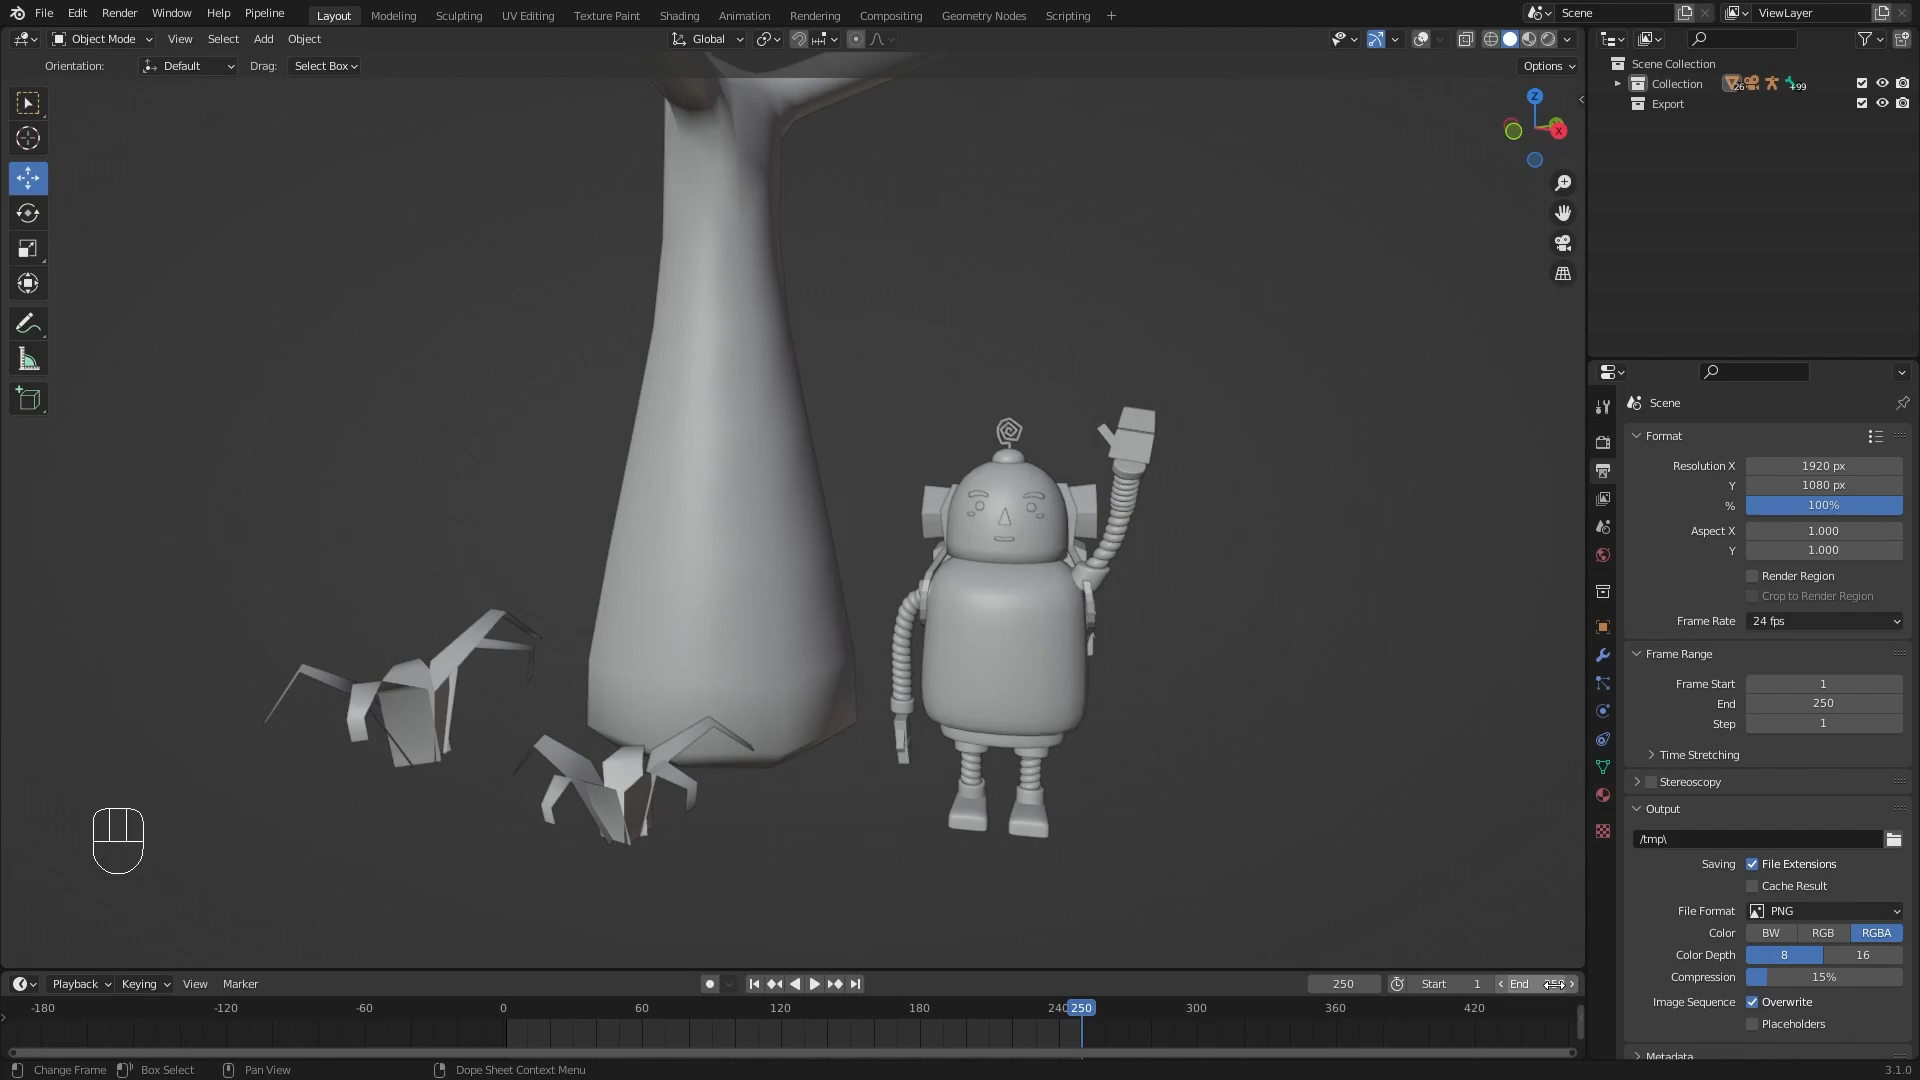 File Edit Render Window Help Pipeline Layout Modeling Sculpting UV Editing Texture Paint Shading Animation Rendering Compositing Geometry Nodes Scripting + Scene ViewLayer
Object Mode View Select Add Object Global
Orientation: Default Drag: Select Box Options
Z
X
Scene Collection
Collection 26 +99
Export
Scene
Format
Resolution X 1920 px
Y 1080 px
% 100%
Aspect X 1.000
Y 1.000
Render Region
Crop to Render Region
Frame Rate 24 fps
Frame Range
Frame Start 1
End 250
Step 1
Time Stretching
Stereoscopy
Output
/tmp\
Saving File Extensions
Cache Result
File Format PNG
Color BW RGB RGBA
Color Depth 8 16
Compression 15%
Image Sequence Overwrite
Placeholders
Metadata
Playback Keying View Marker 250 Start 1 End
-180 -120 -60 0 60 120 180 240 250 300 360 420
Change Frame Box Select Pan View Dope Sheet Context Menu 3.1.0